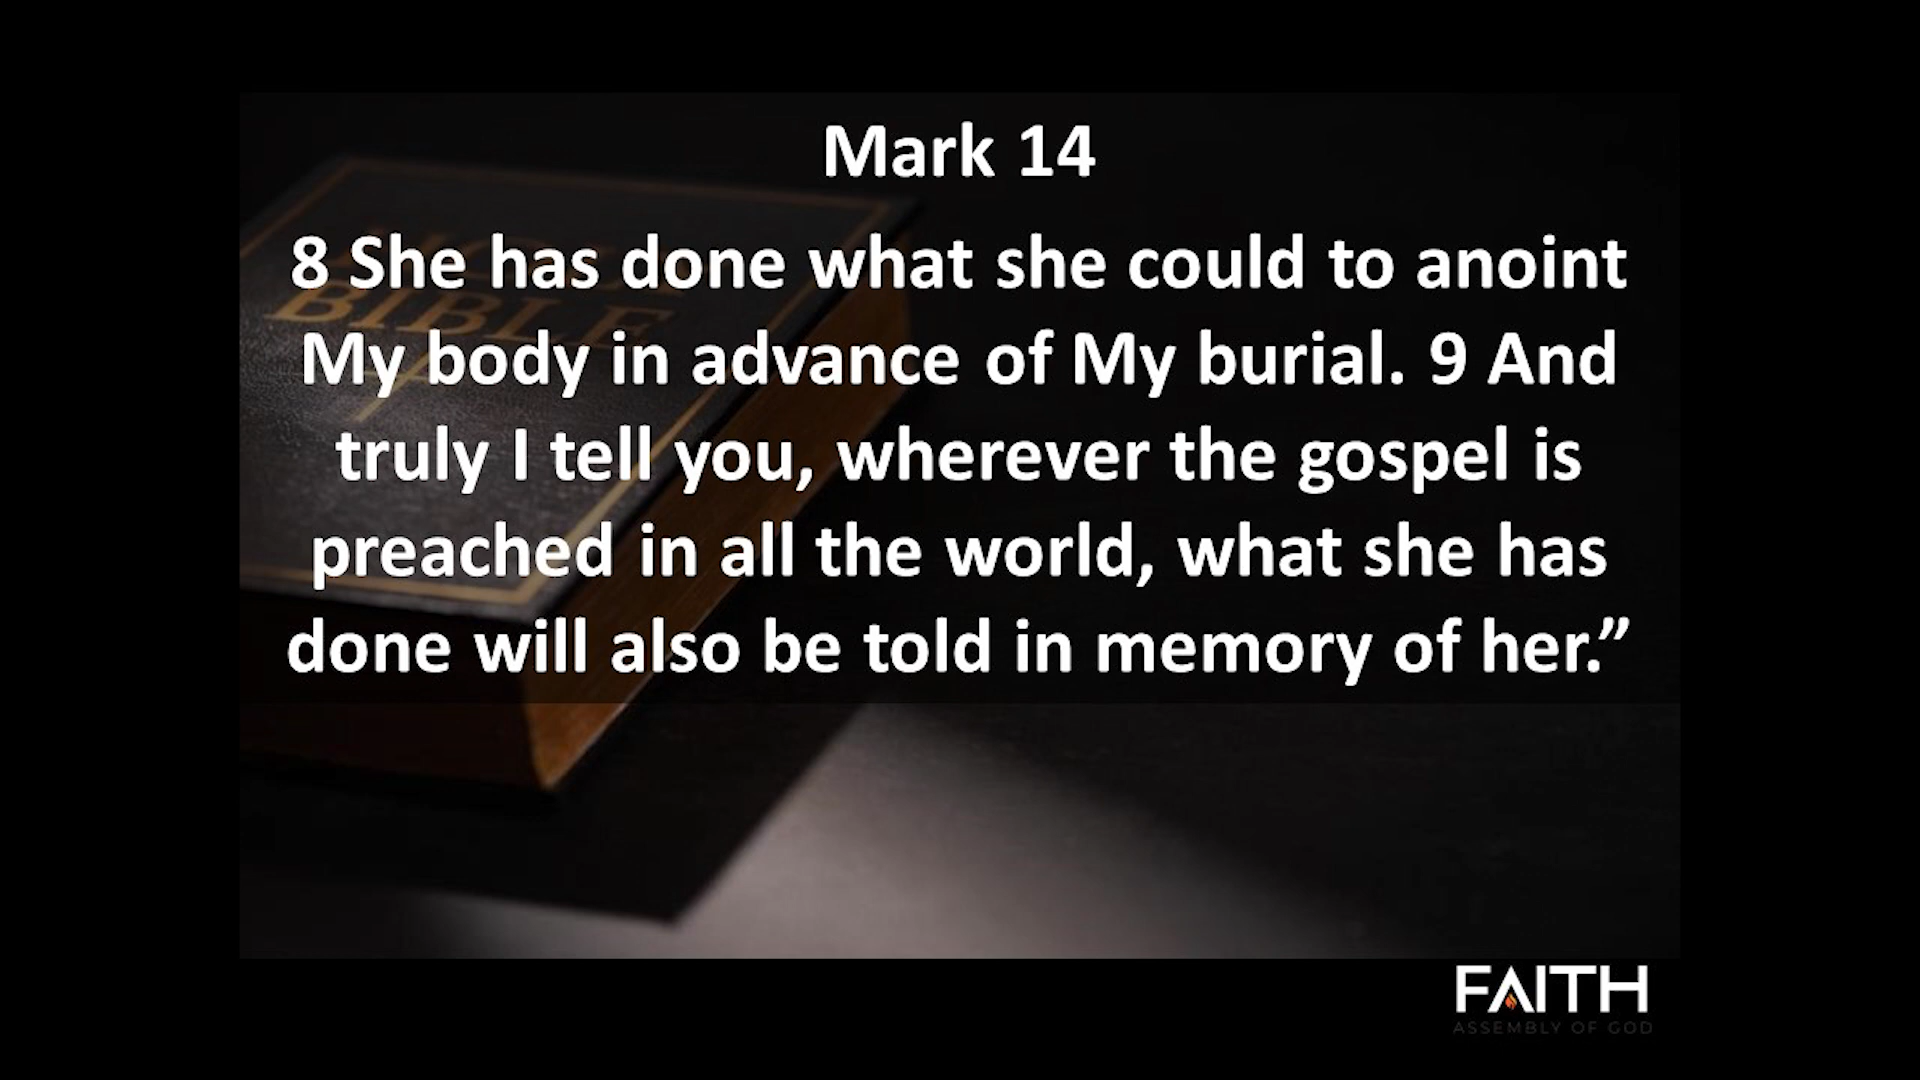 Mark 14
8 She has done what she could to anoint
My body in advance of My burial. 9 And
truly I tell you, wherever the gospel is
preached in all the world, what she has
done will also be told in memory of her.”
BIBLE
FAITH
ASSEMBLY OF GOD